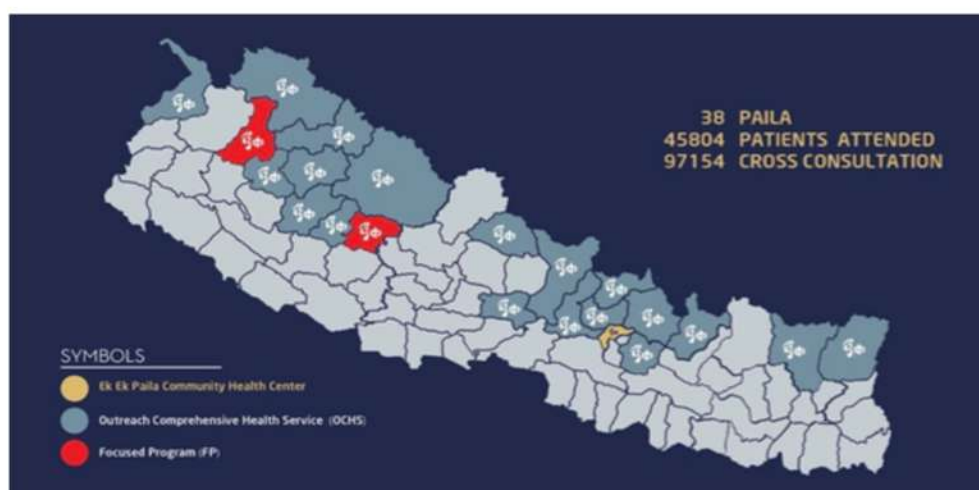 38 PAILA
45804 PATIENTS ATTENDED
97154 CROSS CONSULTATION
SYMBOLS
Ek Ek Paila Community Health Center
Outreach Comprehensive Health Service (OCHS)
Focused Program (FP)